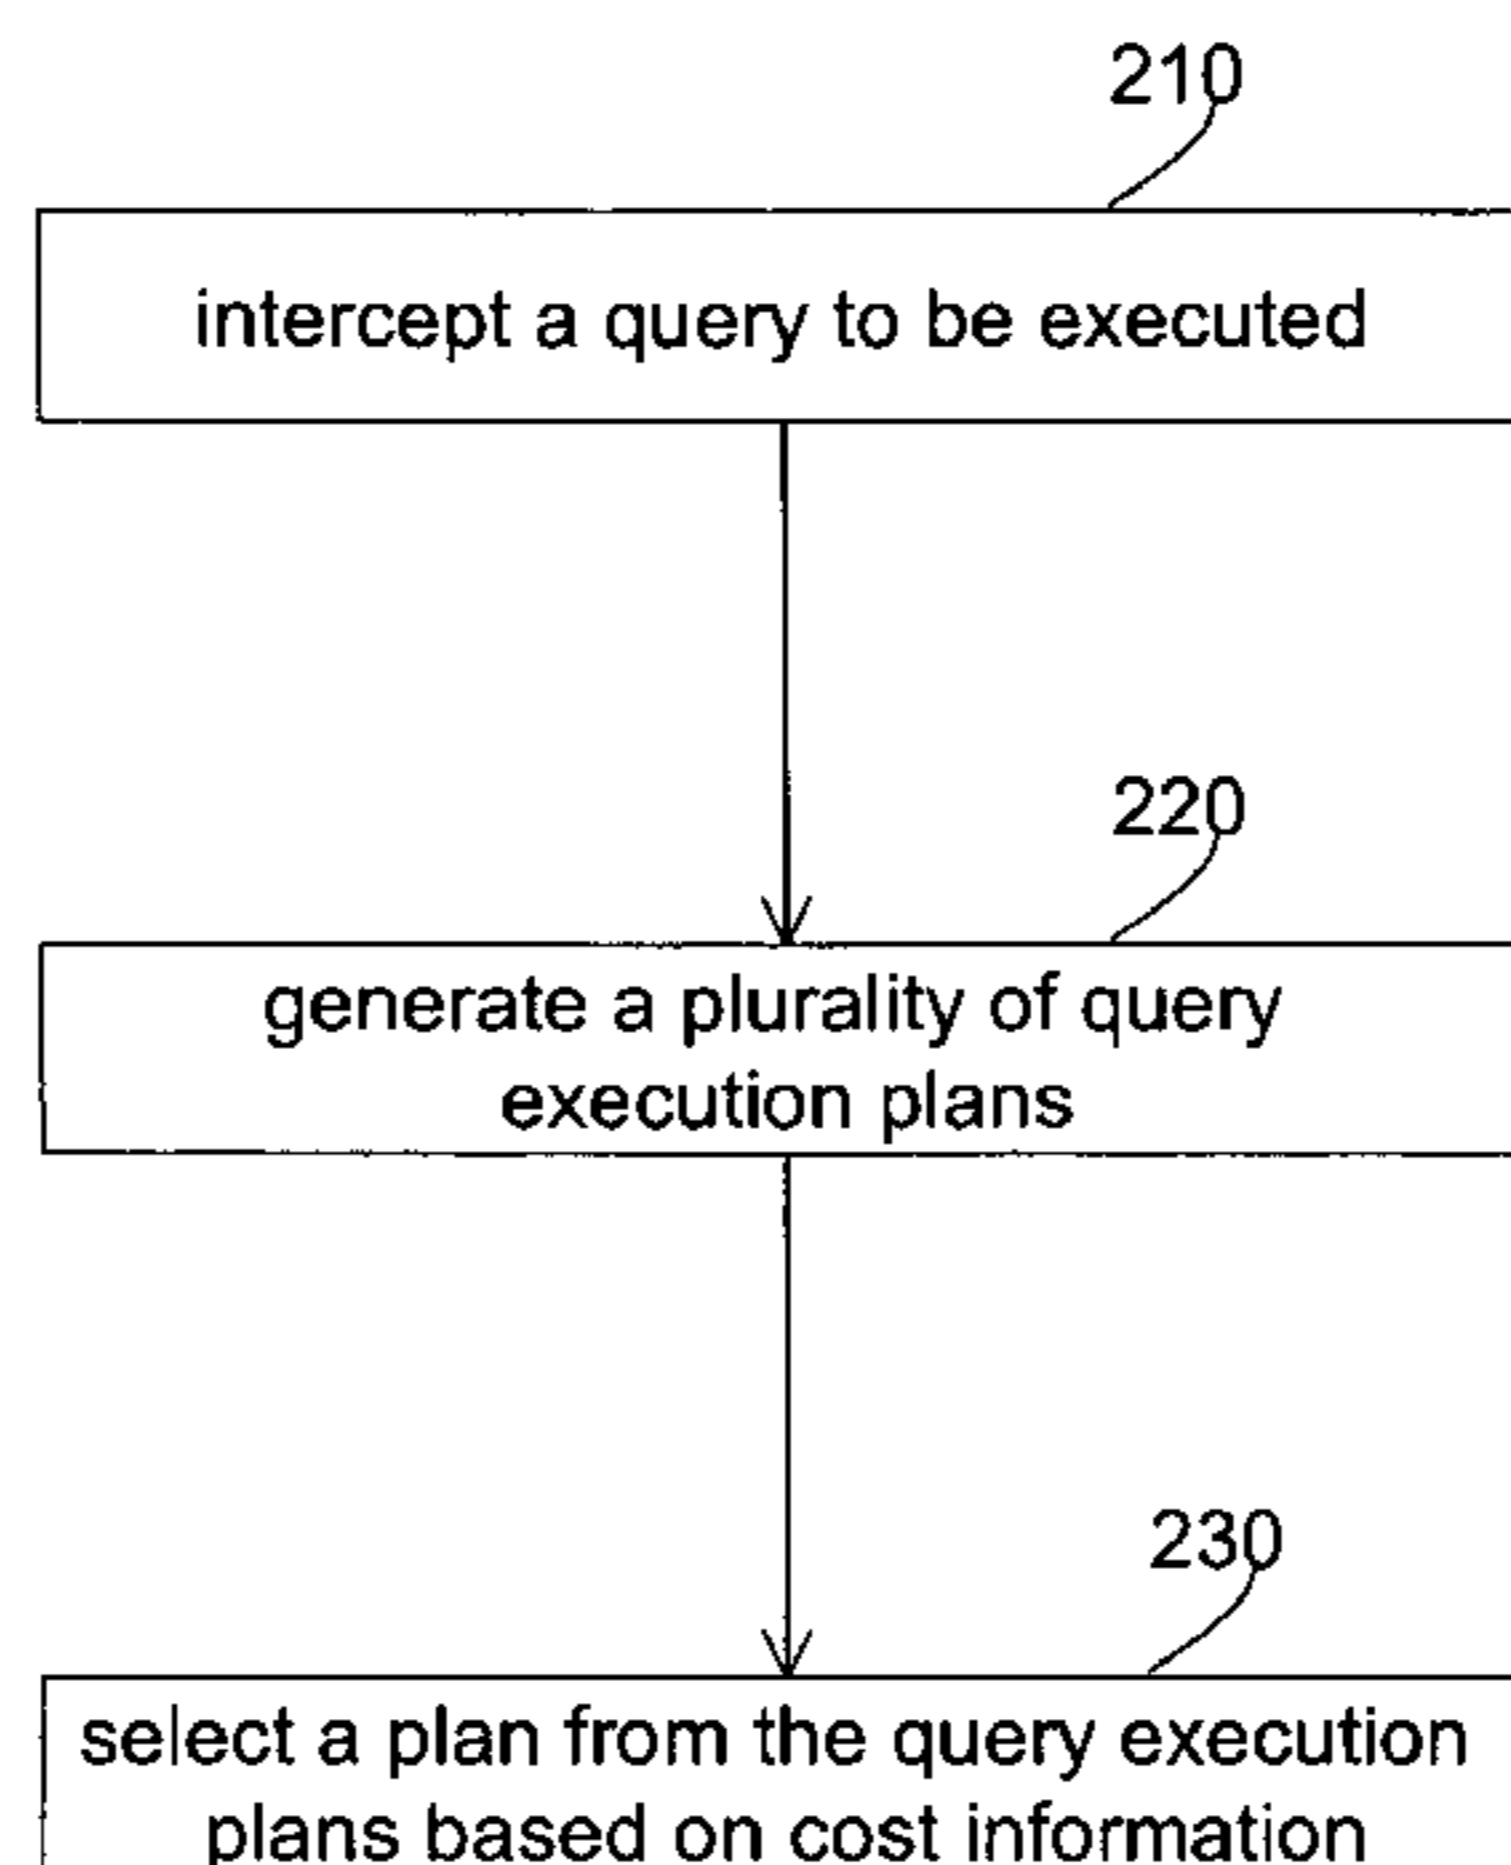 210
intercept a query to be executed
220
generate a plurality of query
execution plans
230
select a plan from the query execution
plans based on cost information